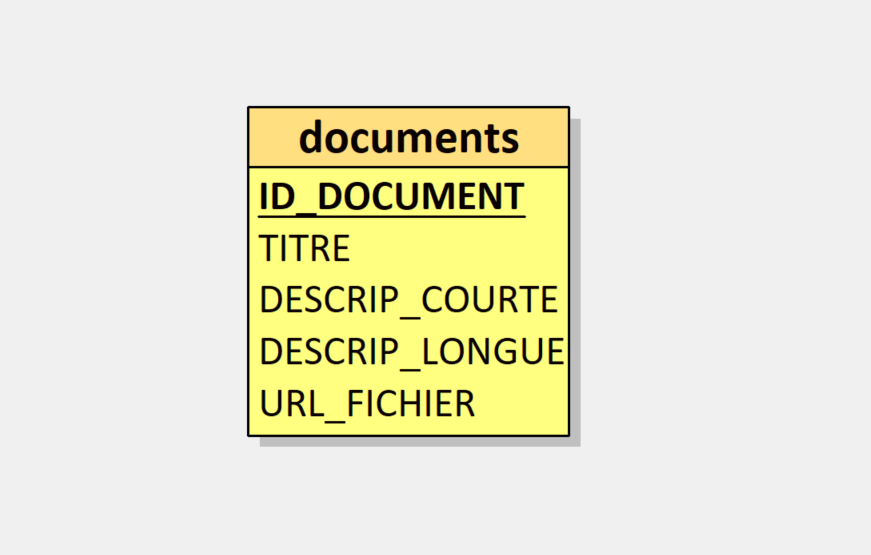 documents
ID_DOCUMENT
TITRE
DESCRIP_COURTE
DESCRIP_LONGUE
URL_FICHIER